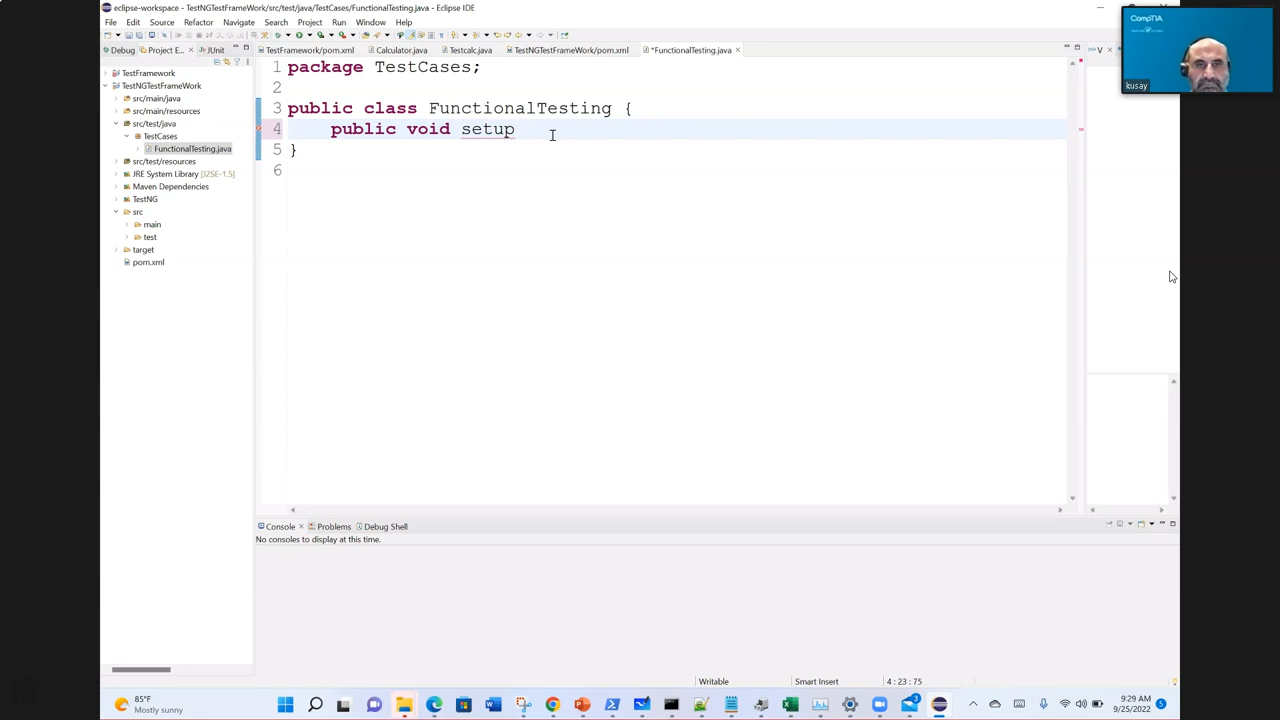 eclipse-workspace - TestNGTestFrameWork/src/test/java/TestCases/FunctionalTesting.java - Eclipse IDE
File Edit Source Refactor Navigate Search Project Run Window Help
CompTIA
kusay
Debug Project E... JUnit
TestFramework/pom.xml Calculator.java Testcalc.java TestNGTestFrameWork/pom.xml *FunctionalTesting.java
TestFramework
TestNGTestFrameWork
src/main/java
src/main/resources
src/test/java
TestCases
FunctionalTesting.java
src/test/resources
JRE System Library [J2SE-1.5]
Maven Dependencies
TestNG
src
main
test
target
pom.xml
1 package TestCases;
2
3 public class FunctionalTesting {
4 public void setup
5 }
6
Console Problems Debug Shell
No consoles to display at this time.
Writable Smart Insert 4 : 23 : 75
85°F
Mostly sunny
9:29 AM
9/25/2022